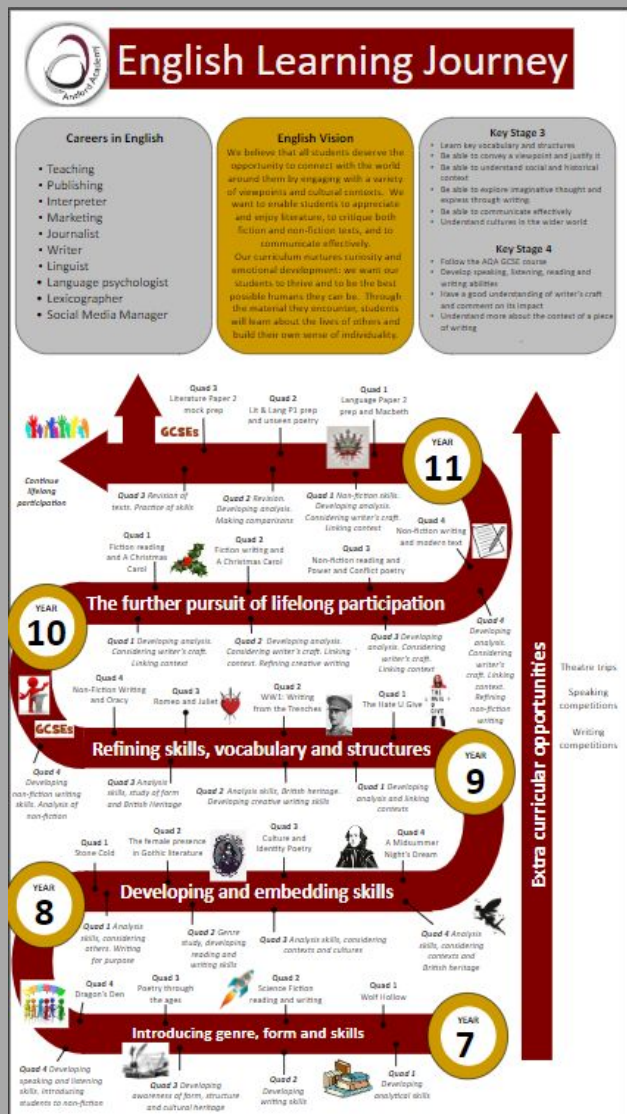 Analford Academy
English Learning Journey
Careers in English
• Teaching
• Publishing
• Interpreter
• Marketing
• Journalist
• Writer
• Linguist
• Language psychologist
• Lexicographer
• Social Media Manager
English Vision
We believe that all students deserve the
opportunity to connect with the world
around them by engaging with a variety
of viewpoints and cultural contexts. We
want to enable students to appreciate
and enjoy literature, to critique both
fiction and non-fiction texts, and to
communicate effectively.
Our curriculum nurtures curiosity and
emotional development: we want our
students to thrive and to be the best
possible humans they can be. Through
the material they encounter, students
will learn about the lives of others and
build their own sense of individuality.
Key Stage 3
• Learn key vocabulary and structures
• Be able to convey a viewpoint and justify it
• Be able to understand social and historical
context
• Be able to explore imaginative thought and
express through writing.
• Be able to communicate effectively
• Understand cultures in the wider world
Key Stage 4
• Follow the AQA GCSE course
• Develop speaking, listening, reading and
writing abilities
• Have a good understanding of writer's craft
and comment on its impact
• Understand more about the context of a piece
of writing
Quad 3
Literature Paper 2
mock prep
Quad 2
Lit & Lang P1 prep
and unseen poetry
Quad 1
Language Paper 2
prep and Macbeth
GCSEs
YEAR
11
Continue
lifelong
participation
Quad 3 Revision of
texts. Practice of skills
Quad 2 Revision.
Developing analysis.
Making comparisons
Quad 1 Non-fiction skills.
Developing analysis.
Considering writer's craft.
Linking context
Quad 4
Non-fiction writing
and modern text
Quad 1
Fiction reading
and A Christmas
Carol
Quad 2
Fiction writing and
A Christmas Carol
Quad 3
Non-fiction reading and
Power and Conflict poetry
YEAR
10
The further pursuit of lifelong participation
Quad 1 Developing analysis.
Considering writer's craft.
Linking context
Quad 2 Developing analysis.
Considering writer's craft. Linking
context. Refining creative writing
Quad 3 Developing
analysis. Considering
writer's craft.
Linking context
Quad 4
Developing
analysis.
Considering
writer's
craft. Linking
context.
Refining
non-fiction
writing
Quad 4
Non-Fiction Writing
and Oracy
Quad 3
Romeo and Juliet
Quad 2
WW1: Writing
from the Trenches
Quad 1
The Hate U Give
THE
HATE U
GIVE
GCSEs
Refining skills, vocabulary and structures
YEAR
9
Quad 4
Developing
non-fiction writing
skills. Analysis of
non-fiction
Quad 3 Analysis
skills, study of form
and British Heritage
Quad 2 Analysis skills, British heritage.
Developing creative writing skills
Quad 1 Developing
analysis and linking
contexts
Quad 1
Stone Cold
Quad 2
The female presence
in Gothic literature
Quad 3
Culture and
Identity Poetry
Quad 4
A Midsummer
Night's Dream
YEAR
8
Developing and embedding skills
Quad 1 Analysis
skills, considering
others. Writing
for purpose
Quad 2 Genre
study, developing
reading and
writing skills
Quad 3 Analysis skills, considering
contexts and cultures
Quad 4 Analysis
skills, considering
contexts and
British heritage
Quad 4
Dragon's Den
Quad 3
Poetry through
the ages
Quad 2
Science Fiction
reading and writing
Quad 1
Wolf Hollow
Introducing genre, form and skills
YEAR
7
Quad 4 Developing
speaking and listening
skills. Introducing
students to non-fiction
Quad 3 Developing
awareness of form, structure
and cultural heritage
Quad 2
Developing
writing skills
Quad 1
Developing
analytical skills
Extra curricular opportunities
Theatre trips
Speaking
competitions
Writing
competitions